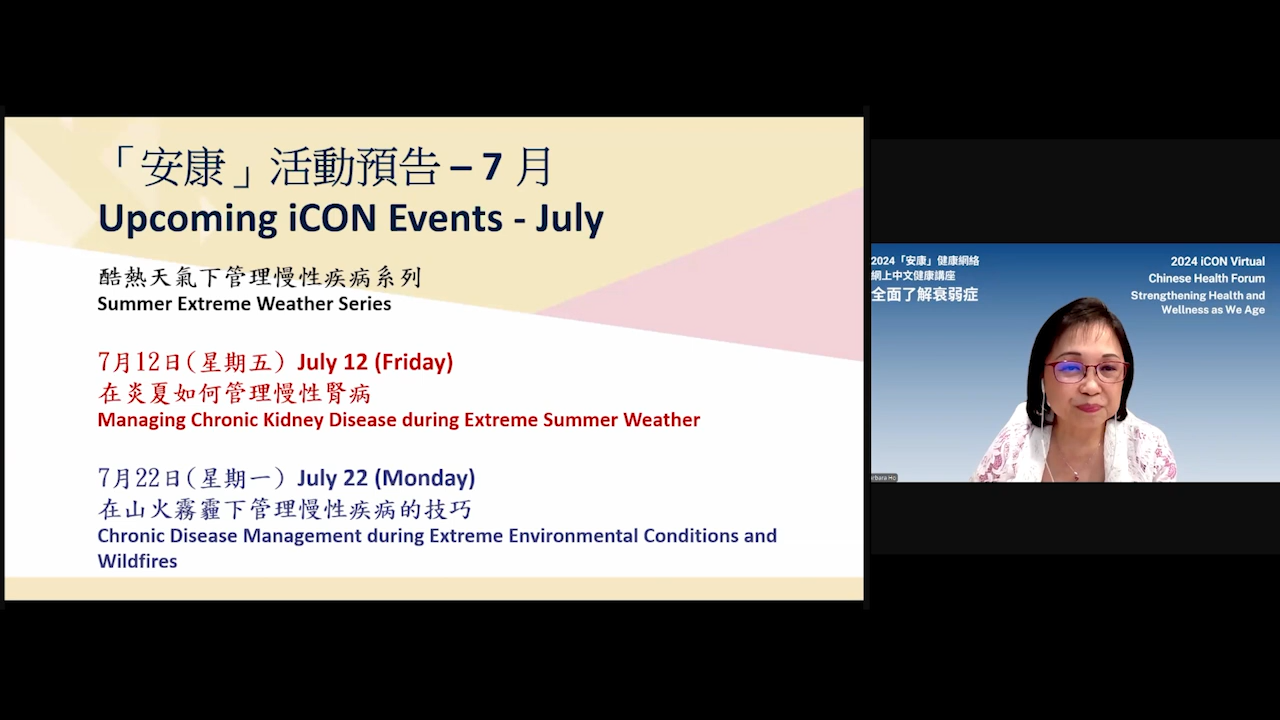 「安康」活動預告 – 7 月
Upcoming iCON Events - July
酷熱天氣下管理慢性疾病系列
Summer Extreme Weather Series
7月12日(星期五) July 12 (Friday)
在炎夏如何管理慢性腎病
Managing Chronic Kidney Disease during Extreme Summer Weather
7月22日(星期一) July 22 (Monday)
在山火霧霾下管理慢性疾病的技巧
Chronic Disease Management during Extreme Environmental Conditions and
Wildfires
2024「安康」健康網絡
網上中文健康講座
全面了解衰弱症
2024 iCON Virtual
Chinese Health Forum
Strengthening Health and
Wellness as We Age
arbara Ho